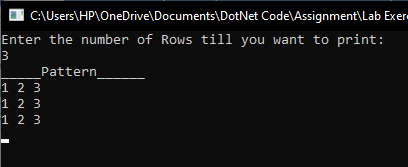 C:\Users\HP\OneDrive\Documents\DotNet Code\Assignment\Lab Exer
Enter the number of Rows till you want to print:
3
_____Pattern______
1 2 3
1 2 3
1 2 3